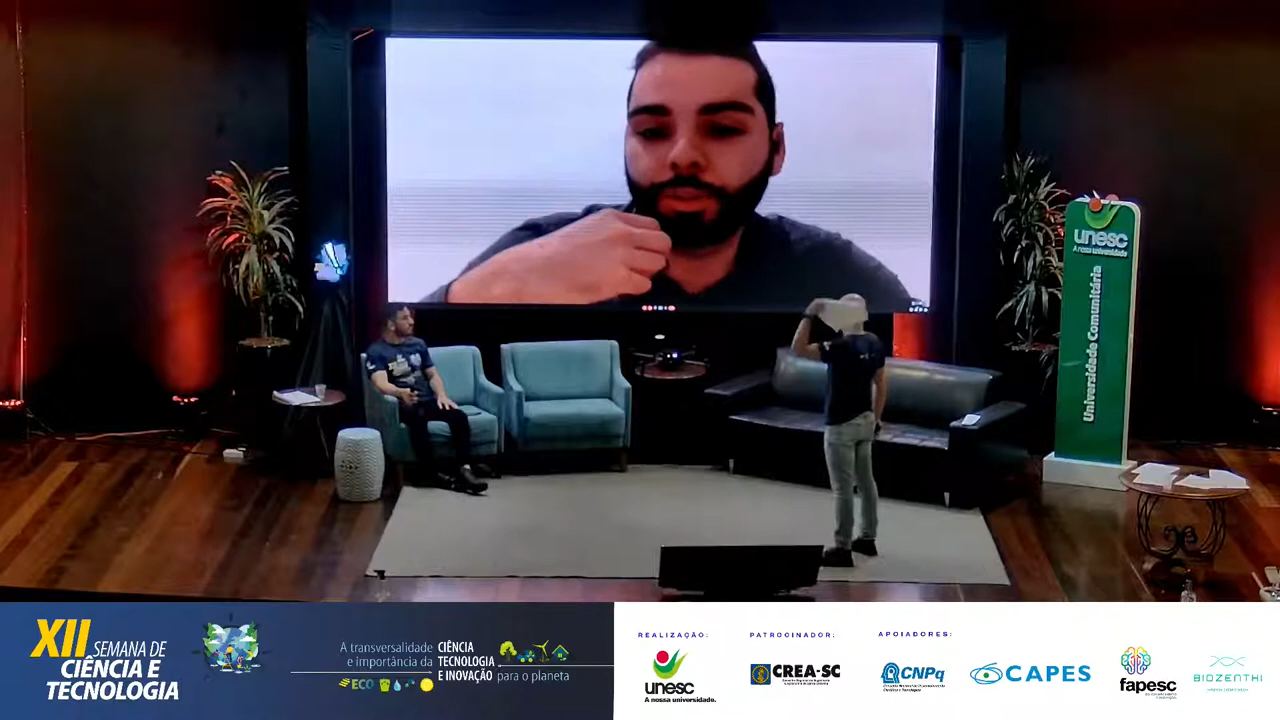 unesc
A nossa universidade
Universidade Comunitária
XII SEMANA DE
CIÊNCIA E
TECNOLOGIA
A transversalidade
e importância da
CIÊNCIA
TECNOLOGIA
E INOVAÇÃO
para o planeta
ECO
REALIZAÇÃO:
unesc
A nossa universidade.
PATROCINADOR:
CREA-SC
APOIADORES:
CNPq
CAPES
fapesc
BIOZENTHI